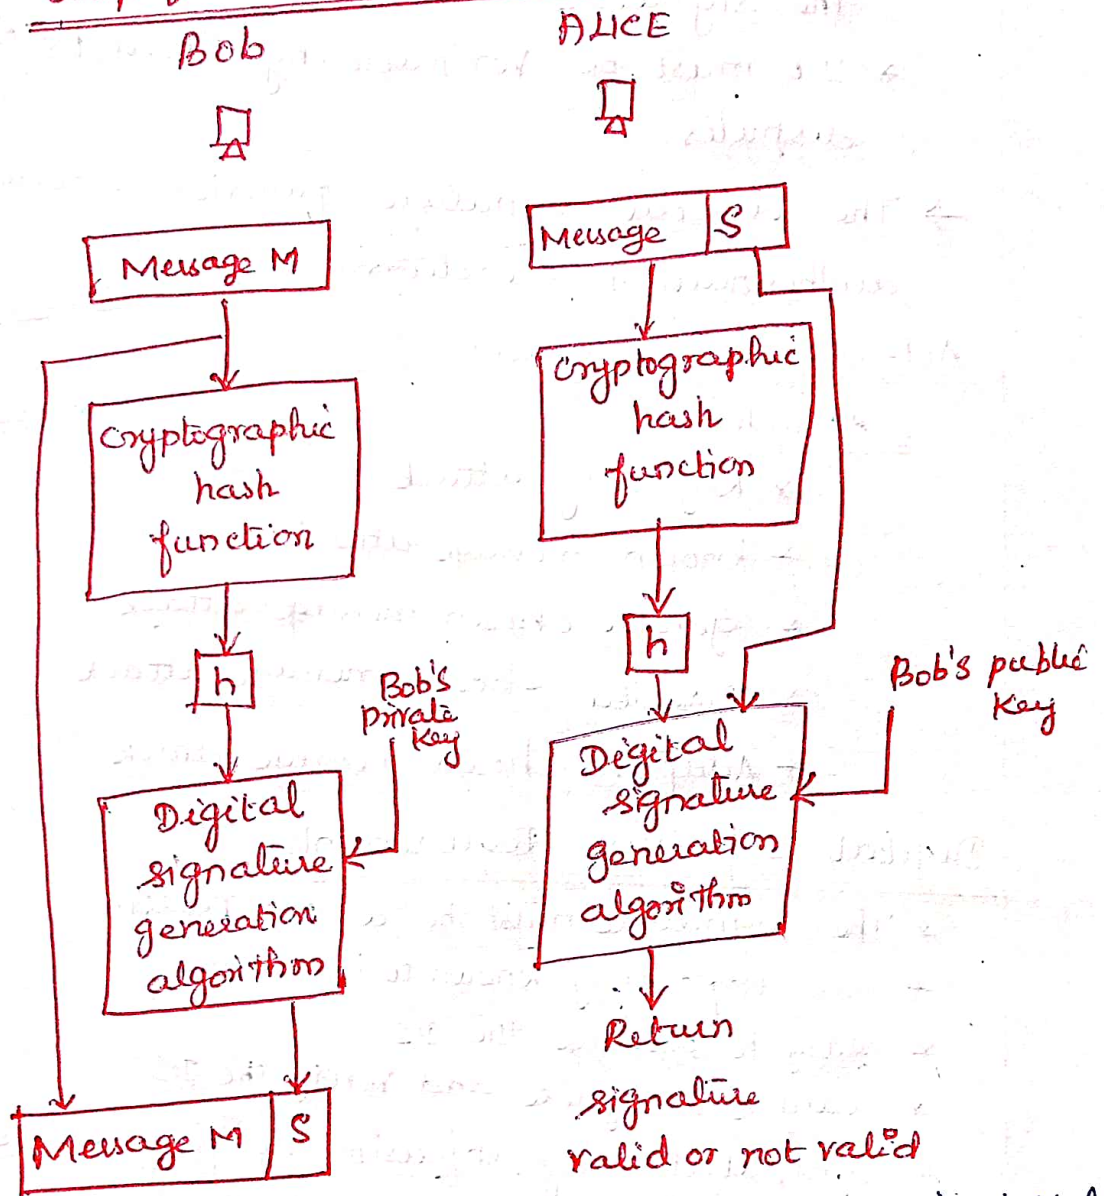 Bob
ALICE
Message M
Cryptographic
hash
function
h
Bob's
private
key
Digital
signature
generation
algorithm
Message M
S
Message
S
Cryptographic
hash
function
h
Bob's public
key
Digital
signature
generation
algorithm
Return
signature
valid or not valid